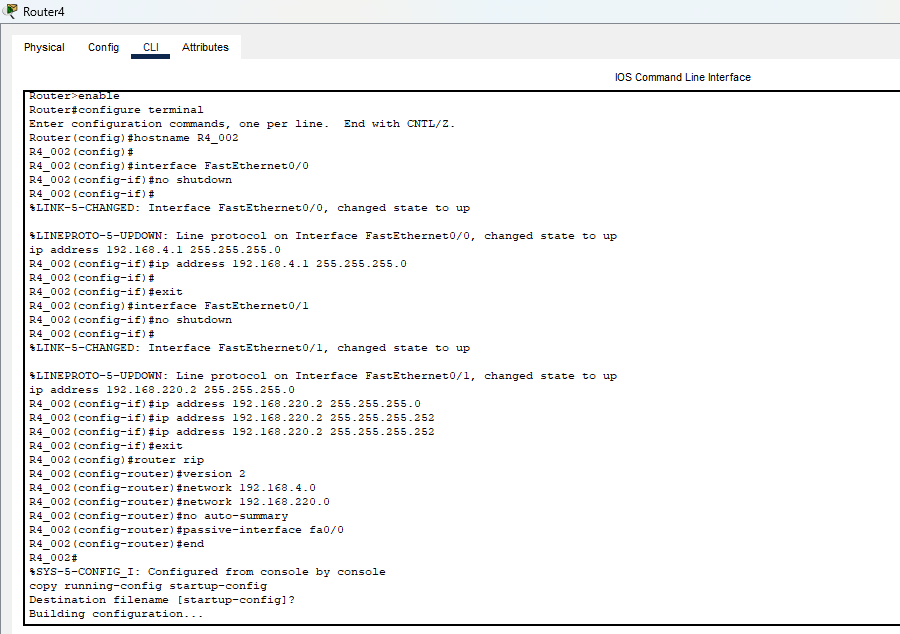 Router4
Physical Config CLI Attributes
IOS Command Line Interface
Router>enable
Router#configure terminal
Enter configuration commands, one per line.  End with CNTL/Z.
Router(config)#hostname R4_002
R4_002(config)#
R4_002(config)#interface FastEthernet0/0
R4_002(config-if)#no shutdown
R4_002(config-if)#
%LINK-5-CHANGED: Interface FastEthernet0/0, changed state to up
%LINEPROTO-5-UPDOWN: Line protocol on Interface FastEthernet0/0, changed state to up
ip address 192.168.4.1 255.255.255.0
R4_002(config-if)#ip address 192.168.4.1 255.255.255.0
R4_002(config-if)#
R4_002(config-if)#exit
R4_002(config)#interface FastEthernet0/1
R4_002(config-if)#no shutdown
R4_002(config-if)#
%LINK-5-CHANGED: Interface FastEthernet0/1, changed state to up
%LINEPROTO-5-UPDOWN: Line protocol on Interface FastEthernet0/1, changed state to up
ip address 192.168.220.2 255.255.255.0
R4_002(config-if)#ip address 192.168.220.2 255.255.255.0
R4_002(config-if)#ip address 192.168.220.2 255.255.255.252
R4_002(config-if)#ip address 192.168.220.2 255.255.255.252
R4_002(config-if)#exit
R4_002(config)#router rip
R4_002(config-router)#version 2
R4_002(config-router)#network 192.168.4.0
R4_002(config-router)#network 192.168.220.0
R4_002(config-router)#no auto-summary
R4_002(config-router)#passive-interface fa0/0
R4_002(config-router)#end
R4_002#
%SYS-5-CONFIG_I: Configured from console by console
copy running-config startup-config
Destination filename [startup-config]?
Building configuration...